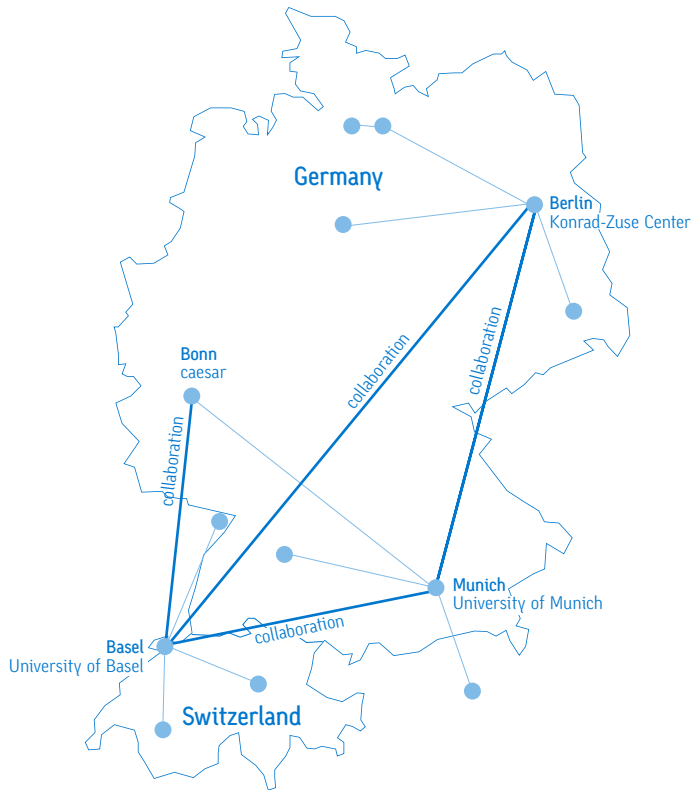 Germany
Berlin
Konrad-Zuse Center
collaboration
collaboration
Bonn
caesar
collaboration
Munich
University of Munich
collaboration
Basel
University of Basel
Switzerland